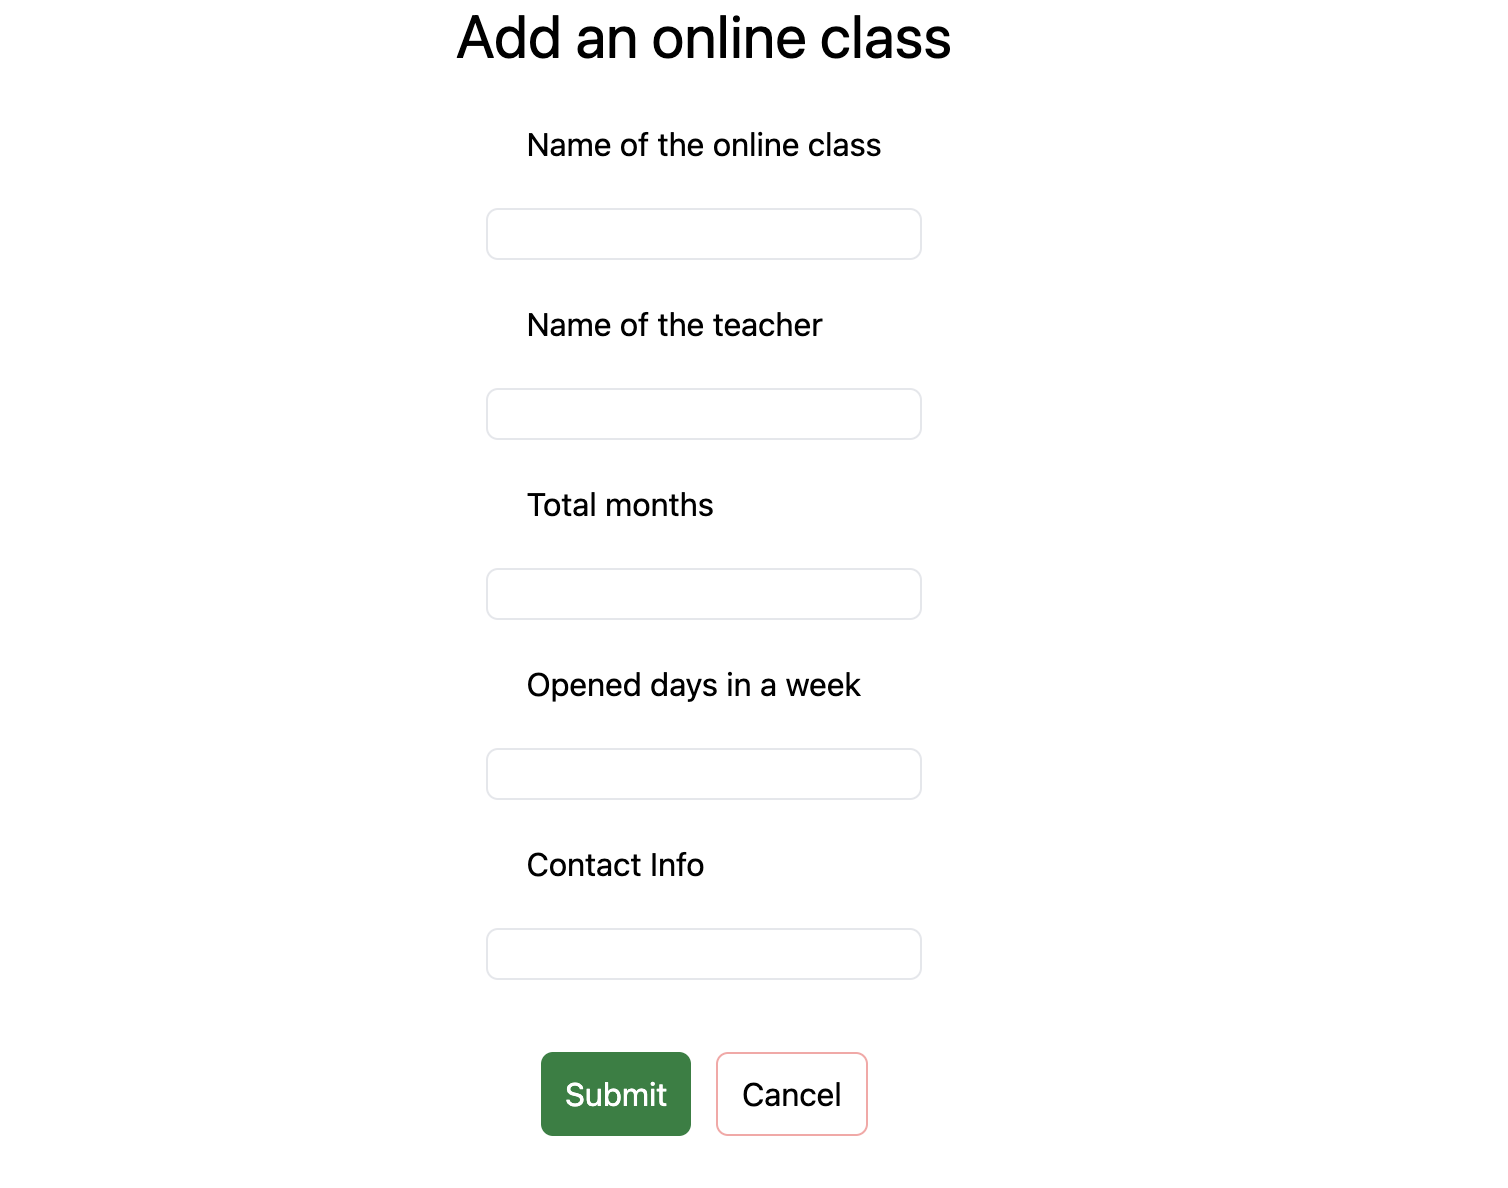 Add an online class
Name of the online class
Name of the teacher
Total months
Opened days in a week
Contact Info
Submit
Cancel